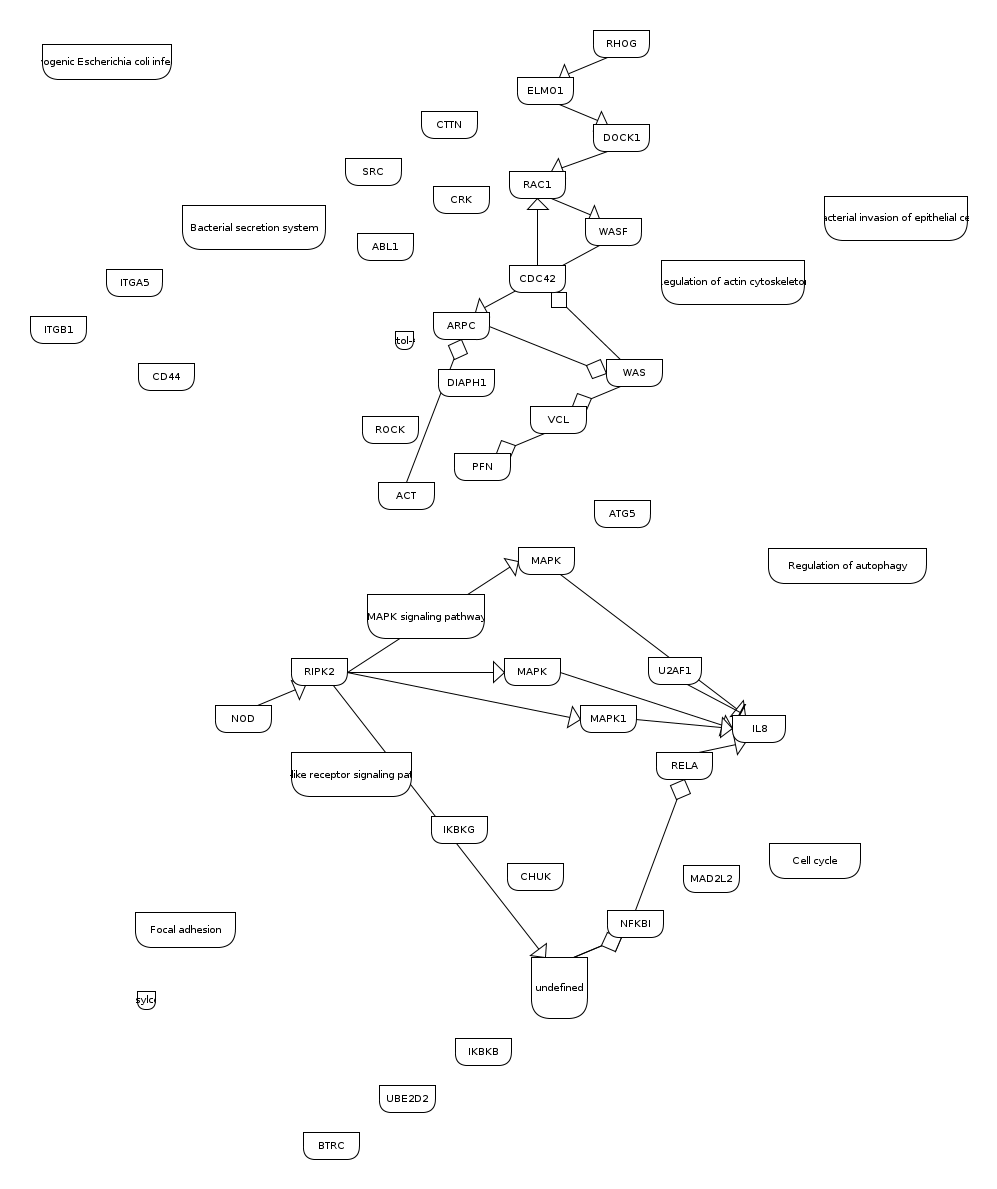 RHOG
ogenic Escherichia coli infe
ELMO1
CTTN
DOCK1
SRC
RAC1
CRK
cterial invasion of epithelial ce
Bacterial secretion system
WASF
ABL1
CDC42
ITGA5
egulation of actin cytoskeleto
ARPC
ITGB1
tol-
WAS
CD44
DIAPH1
VCL
ROCK
PFN
ACT
ATG5
MAPK
Regulation of autophagy
MAPK signaling pathway
RIPK2
MAPK
U2AF1
NOD
MAPK1
IL8
RELA
like receptor signaling pat
IKBKG
Cell cycle
CHUK
MAD2L2
NFKBI
Focal adhesion
undefined
sylc
IKBKB
UBE2D2
BTRC